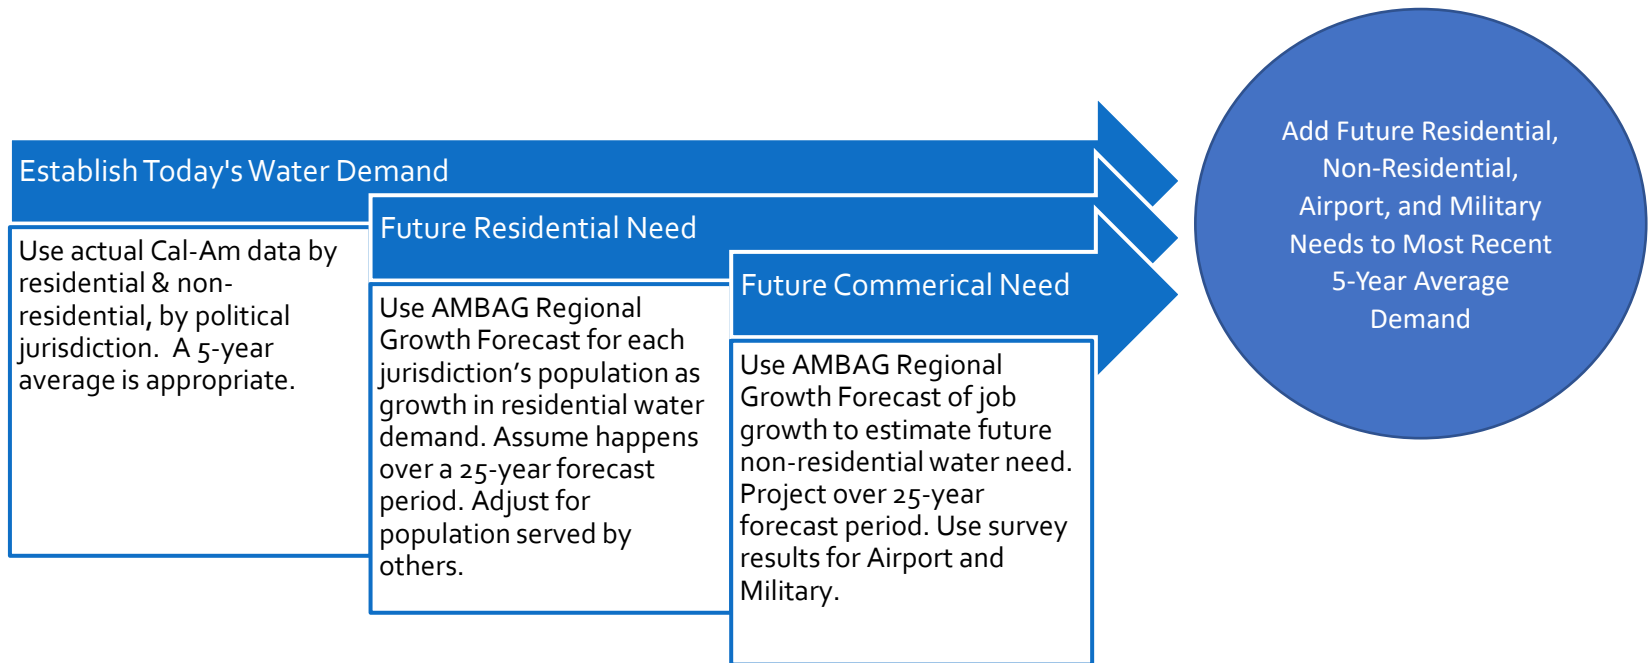 Establish Today's Water Demand
Use actual Cal-Am data by
residential & non-
residential, by political
jurisdiction.  A 5-year
average is appropriate.
Future Residential Need
Use AMBAG Regional
Growth Forecast for each
jurisdiction’s population as
growth in residential water
demand. Assume happens
over a 25-year forecast
period. Adjust for
population served by
others.
Future Commerical Need
Use AMBAG Regional
Growth Forecast of job
growth to estimate future
non-residential water need.
Project over 25-year
forecast period. Use survey
results for Airport and
Military.
Add Future Residential,
Non-Residential,
Airport, and Military
Needs to Most Recent
5-Year Average
Demand